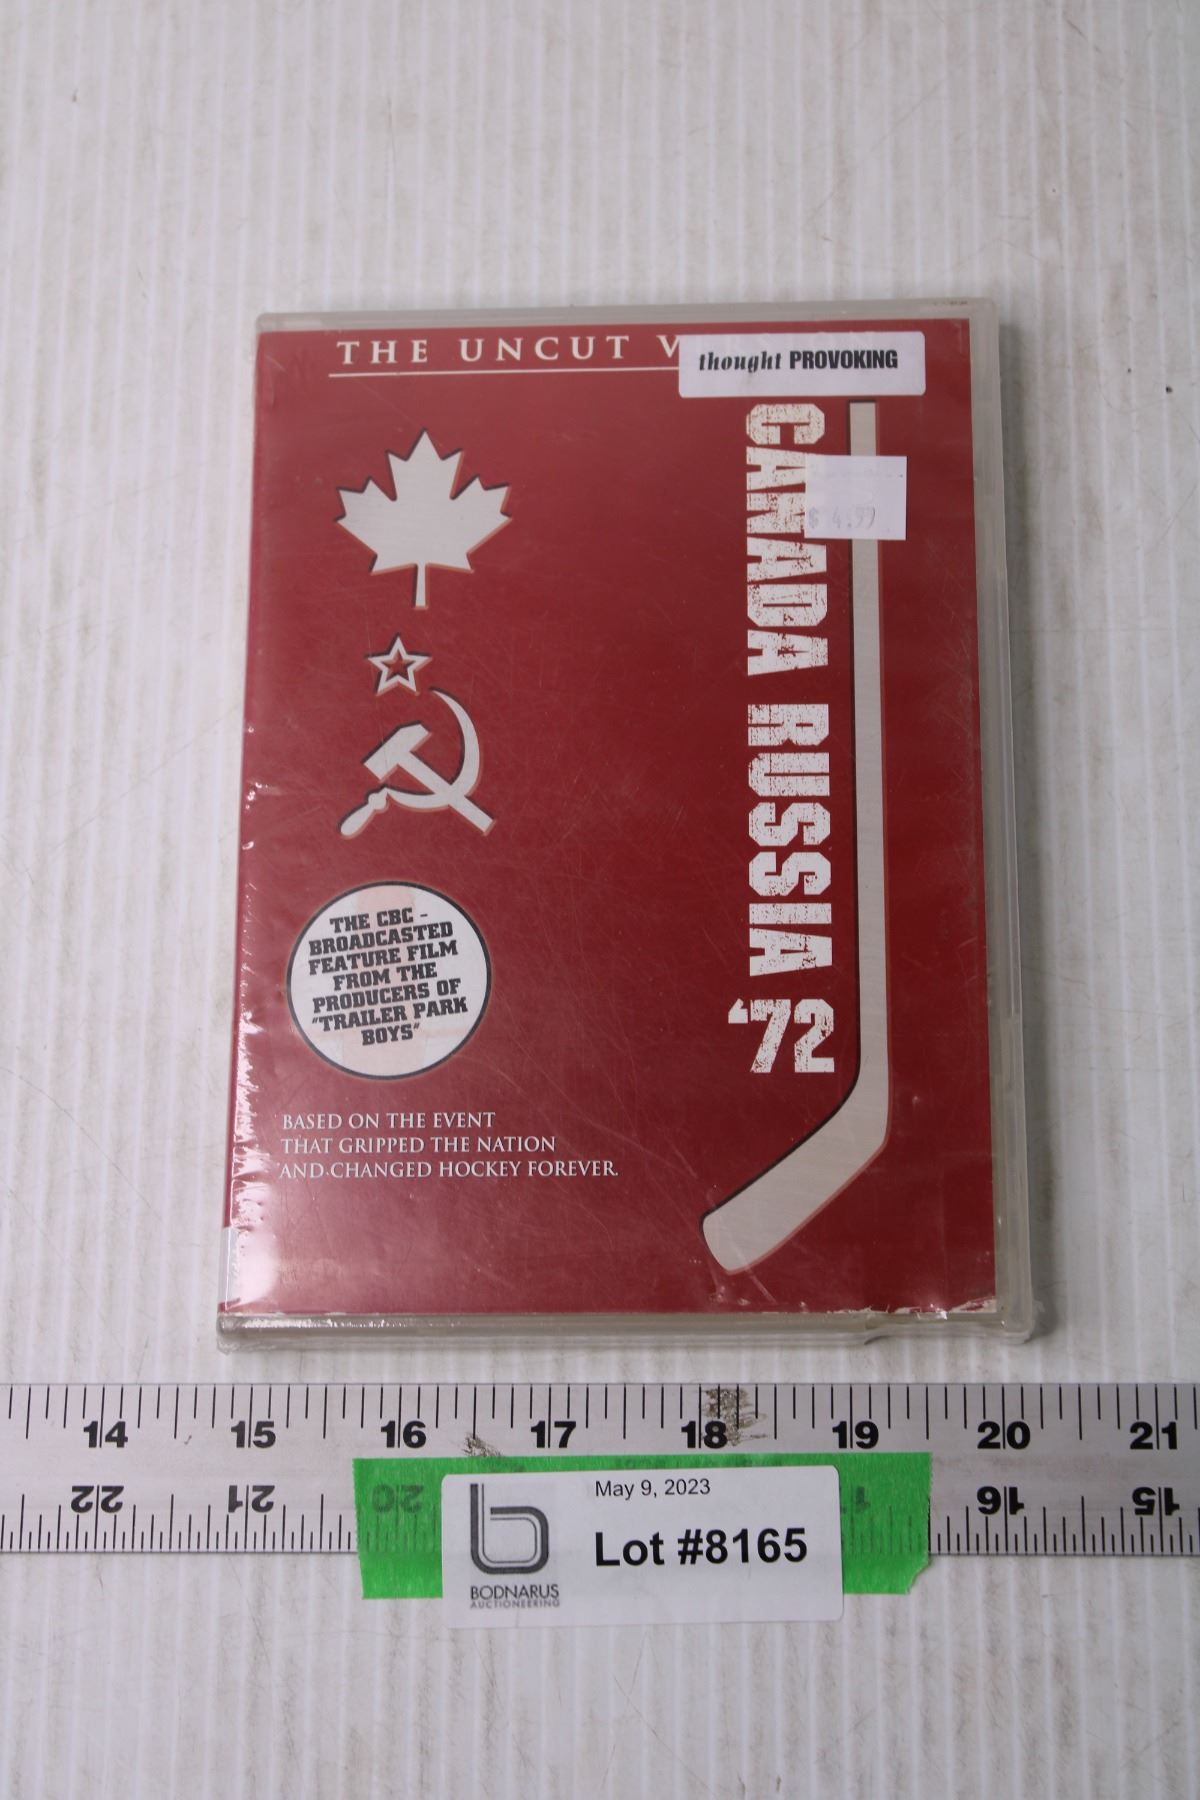 THE UNCUT
thought PROVOKING
CANADA RUSSIA '72
$ 4.99
THE CBC -
BROADCASTED
FEATURE FILM
FROM THE
PRODUCERS OF
"TRAILER PARK
BOYS"
BASED ON THE EVENT
THAT GRIPPED THE NATION
AND CHANGED HOCKEY FOREVER.
14 15 16 17 18 19 20 21
22 21 20 16 15
May 9, 2023
Lot #8165
BODNARUS
AUCTIONEERING